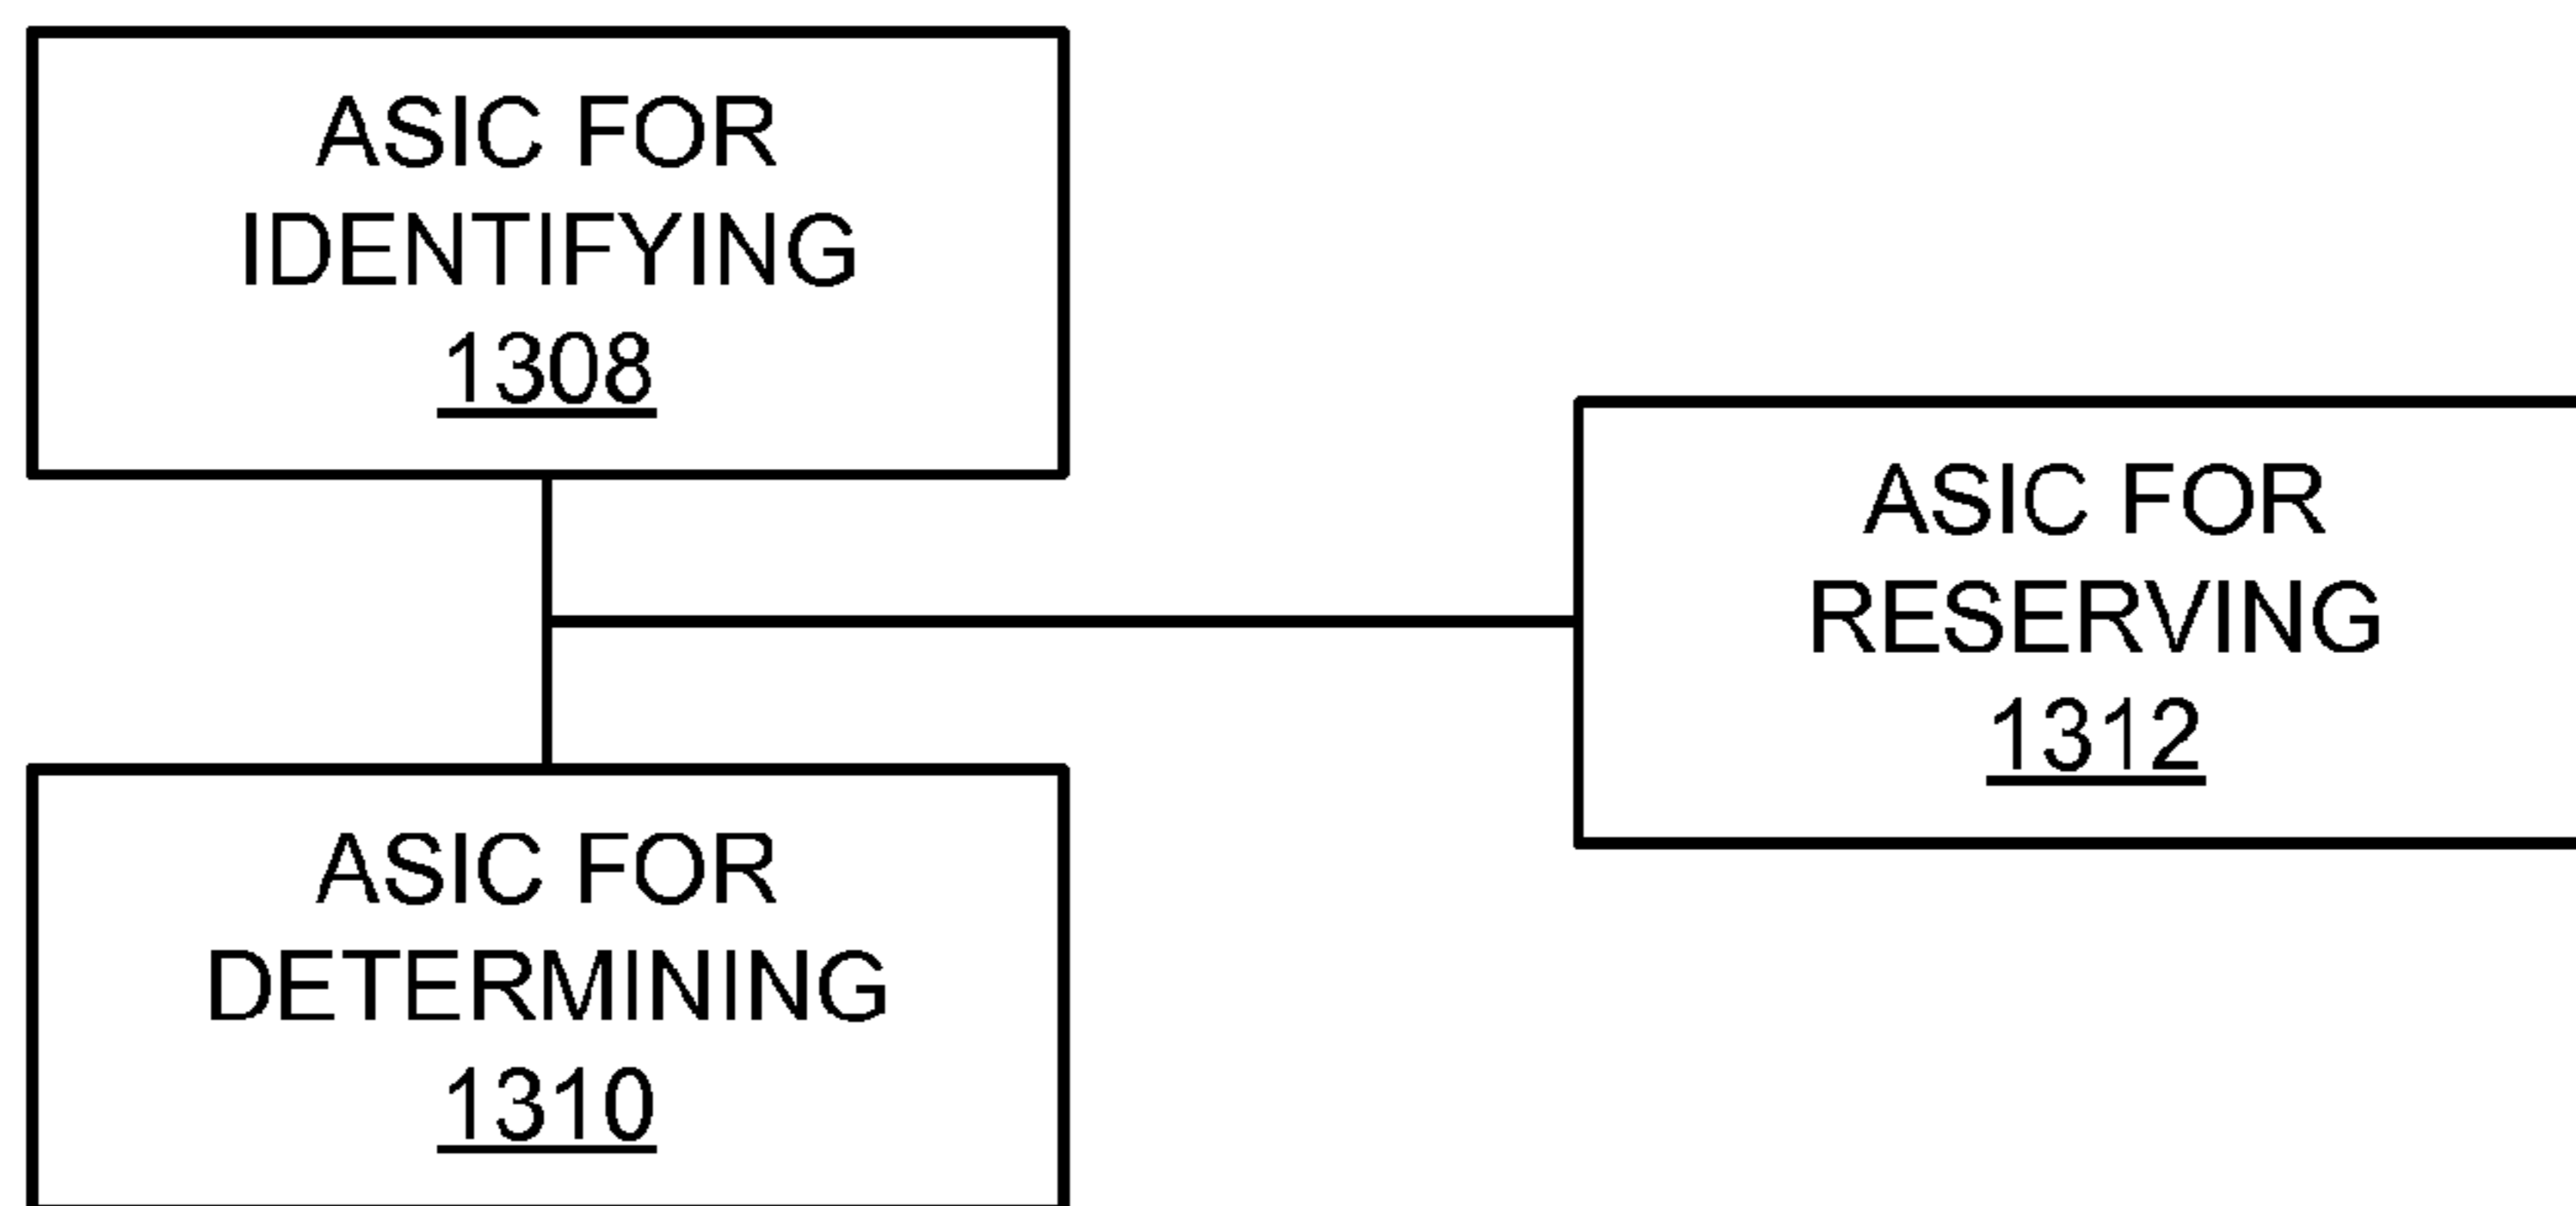 ASIC FOR
IDENTIFYING
1308
ASIC FOR
RESERVING
1312
ASIC FOR
DETERMINING
1310